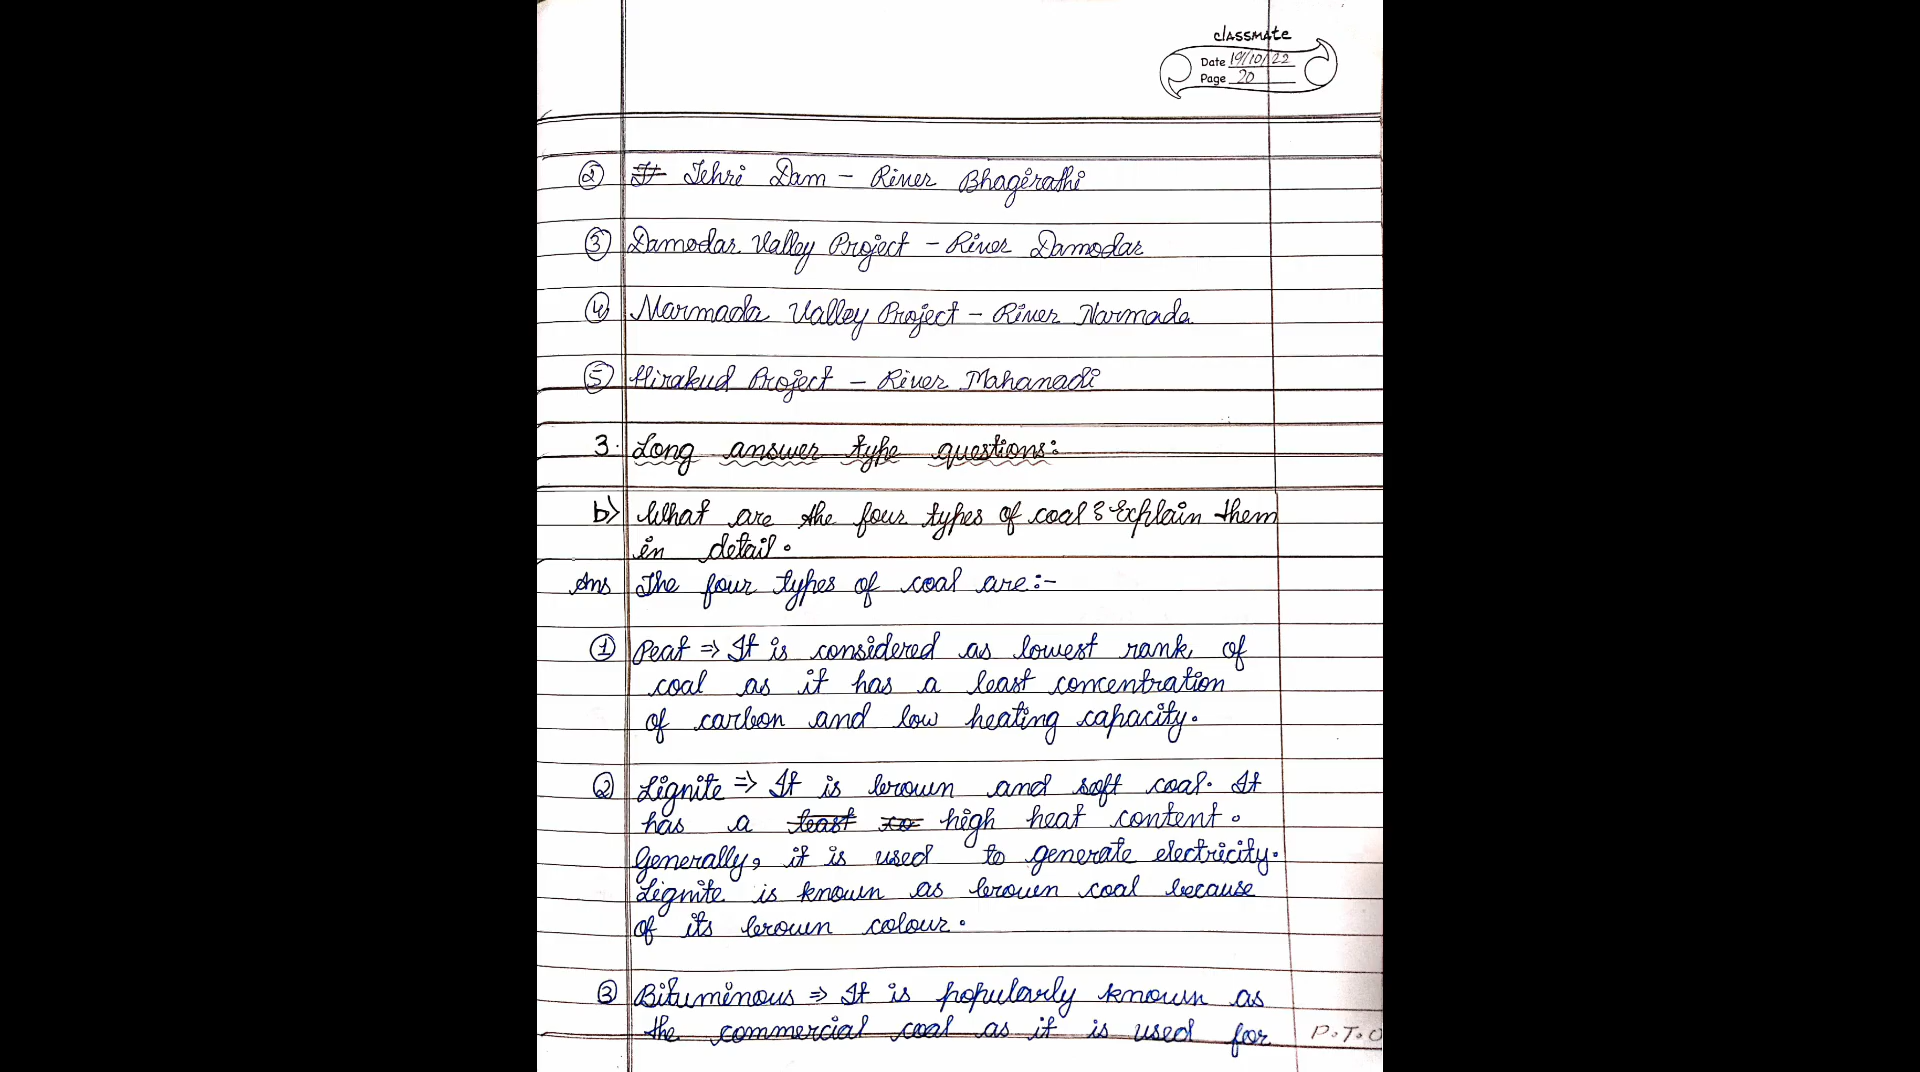 classmate
Date 19/10/22
Page 20
② Tehri Dam - River Bhagirathi
③ Damodar Valley Project - River Damodar
④ Narmada Valley Project - River Narmada
⑤ Hirakud Project - River Mahanadi
3. Long answer type questions:
b) What are the four types of coal? Explain them
in detail.
Ans The four types of coal are:-
① Peat ⇒ It is considered as lowest rank of
coal as it has a least concentration
of carbon and low heating capacity.
② Lignite ⇒ It is brown and soft coal. It
has a least co high heat content.
Generally, it is used to generate electricity.
Lignite is known as brown coal because
of its brown colour.
③ Bituminous ⇒ It is popularly known as
the commercial coal as it is used for
P.T.O